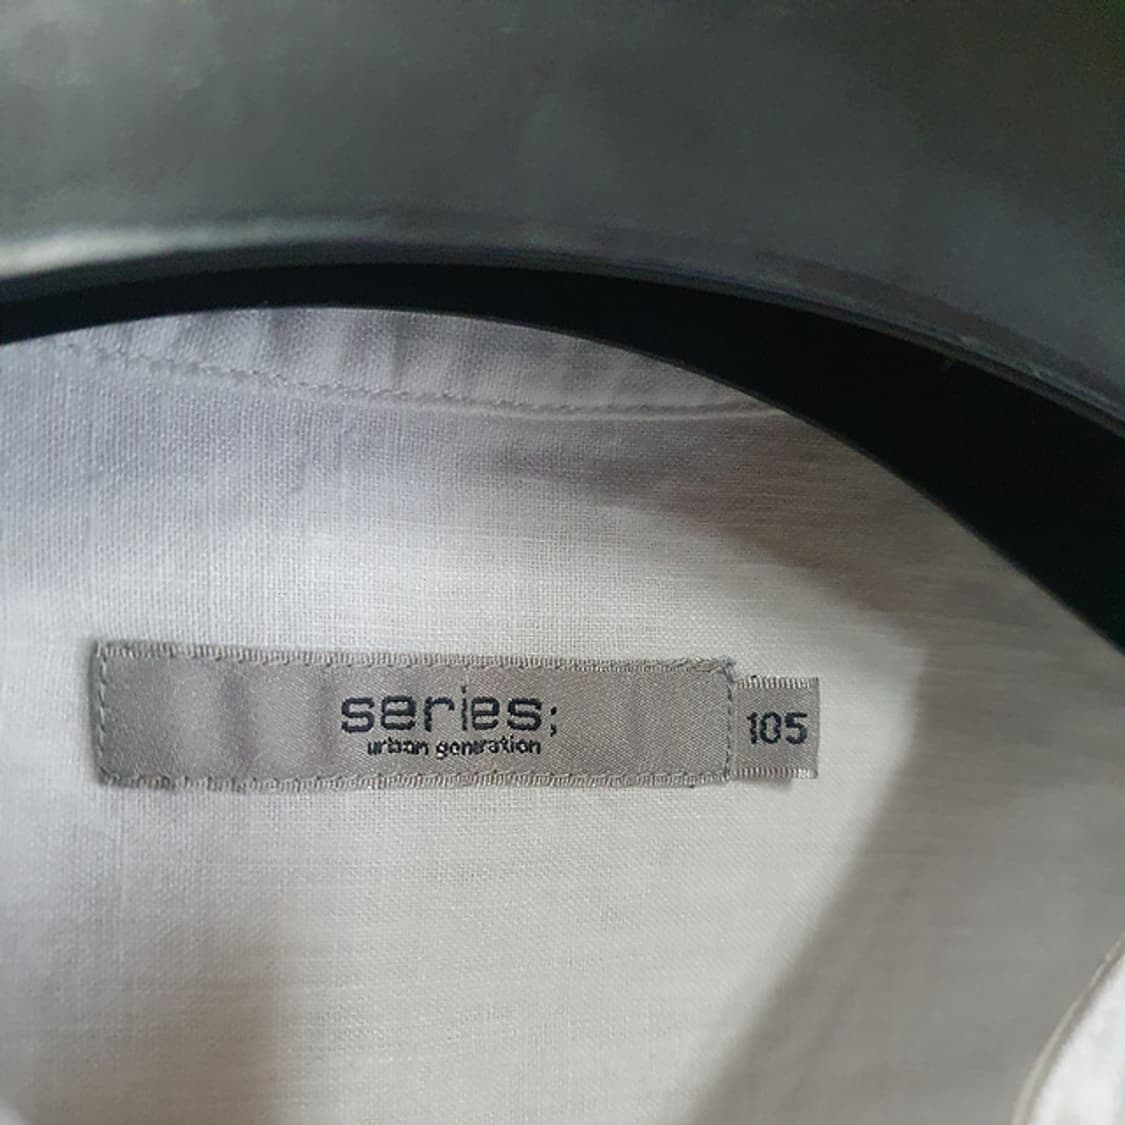 series;
urban generation
105